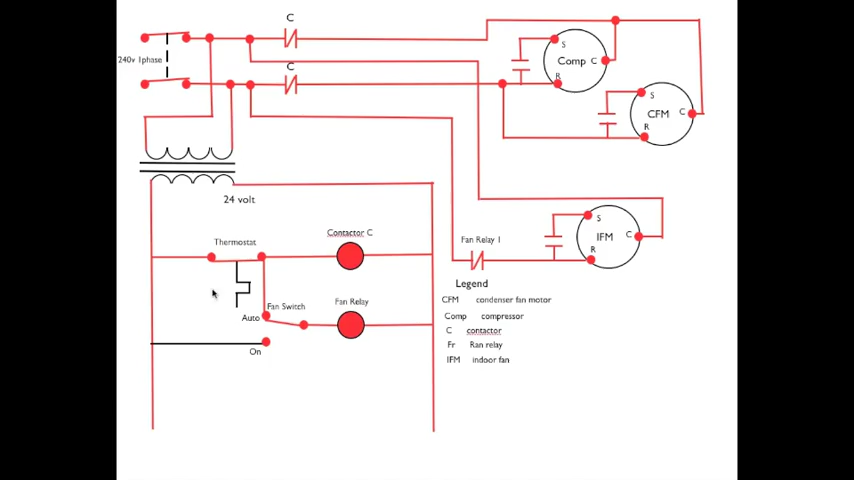 C
240v 1phase
S
Comp C
C
R
S
CFM C
R
24 volt
S
Contactor C
Thermostat
Fan Relay 1
IFM C
R
Legend
CFM condenser fan motor
Fan Switch
Fan Relay
Comp compressor
Auto
C contactor
Fr Ran relay
On
IFM indoor fan